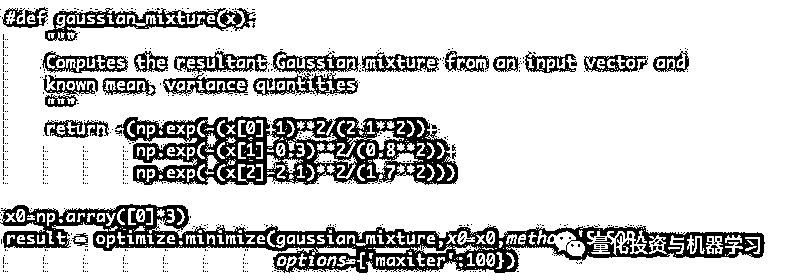 #def gaussian_mixture(x):
"""
Computes the resultant Gaussian mixture from an input vector and
known mean, variance quantities
"""
return -(np.exp(-(x[0]-1)**2/(2.1**2))
np.exp(-(x[1]-0.3)**2/(0.8**2))
np.exp(-(x[2]-2.1)**2/(1.7**2)))
x0=np.array([0]*3)
result = optimize.minimize(gaussian_mixture,x0=x0,method=
options={'maxiter':100})
量化投资与机器学习